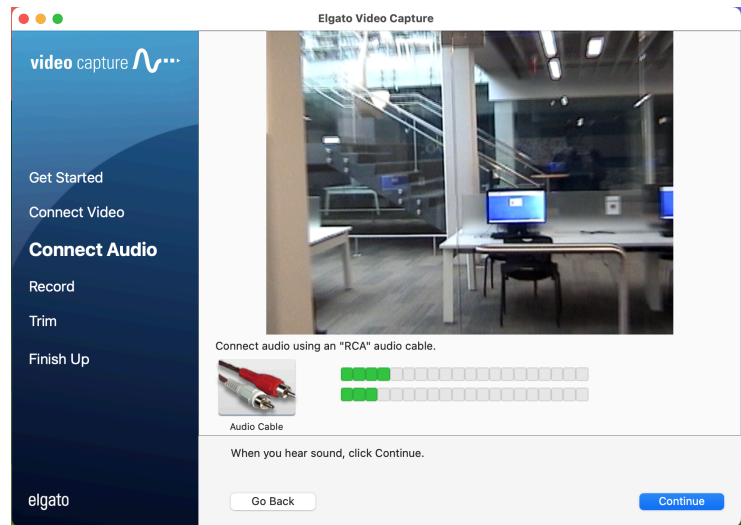 Elgato Video Capture
video capture
Get Started
Connect Video
Connect Audio
Record
Trim
Finish Up
elgato
Connect audio using an "RCA" audio cable.
Audio Cable
When you hear sound, click Continue.
Go Back
Continue